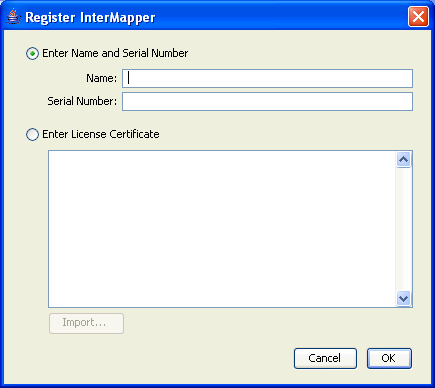 Register InterMapper
Enter Name and Serial Number
Name:
Serial Number:
Enter License Certificate
Import...
Cancel OK